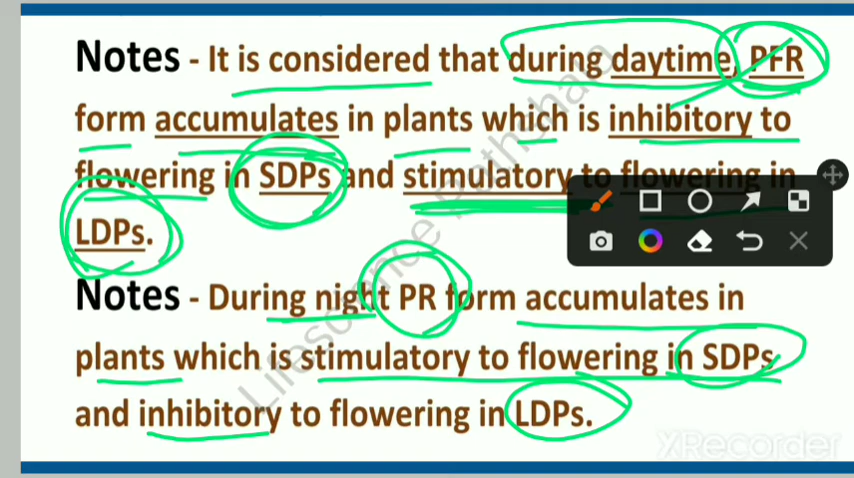 Notes - It is considered that during daytime, PFR
form accumulates in plants which is inhibitory to
flowering in SDPs and stimulatory to flowering in
LDPs.
Notes - During night PR form accumulates in
plants which is stimulatory to flowering in SDPs
and inhibitory to flowering in LDPs.
Lifescience Pathshala
XRecorder